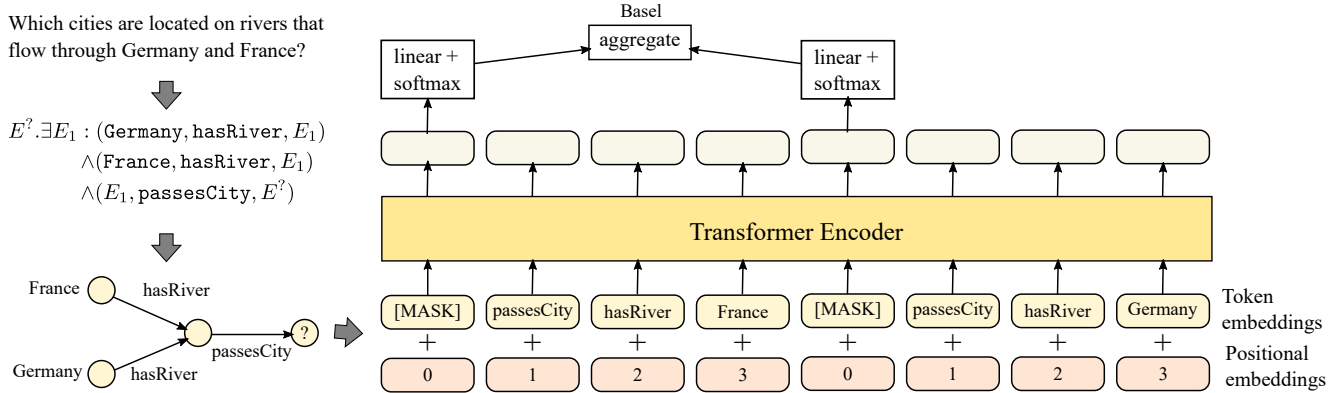 Which cities are located on rivers that
flow through Germany and France?
E?.∃E1 : (Germany, hasRiver, E1)
∧(France, hasRiver, E1)
∧(E1, passesCity, E?)
France
hasRiver
?
passesCity
Germany
hasRiver
Basel
aggregate
linear +
softmax
linear +
softmax
Transformer Encoder
[MASK] passesCity hasRiver France [MASK] passesCity hasRiver Germany
Token
embeddings
+ + + + + + + +
0 1 2 3 0 1 2 3
Positional
embeddings